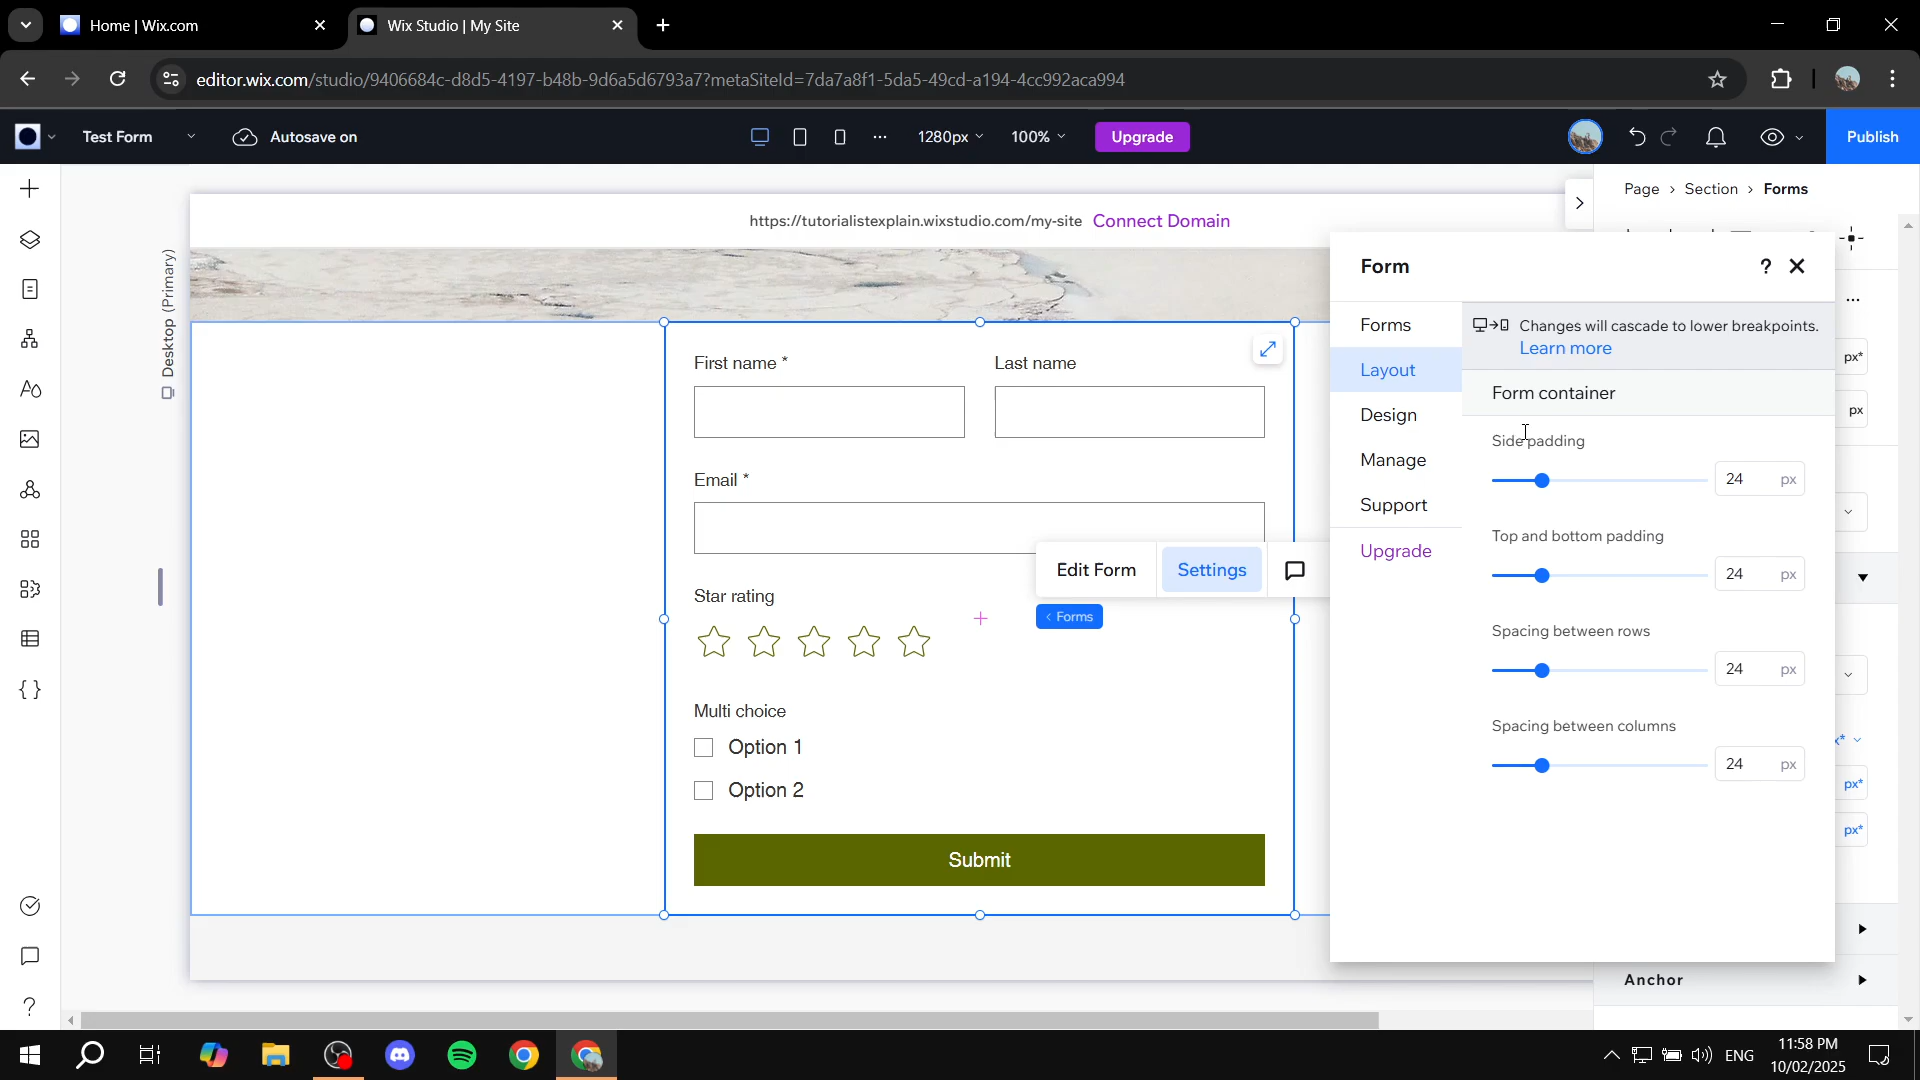 Home | Wix.com
Wix Studio | My Site
editor.wix.com/studio/9406684c-d8d5-4197-b48b-9d6a5d6793a7?metaSiteId=7da7a8f1-5da5-49cd-a194-4cc992aca994
Test Form
Autosave on
1280px
100%
Upgrade
Publish
Page > Section > Forms
https://tutorialistexplain.wixstudio.com/my-site Connect Domain
Desktop (Primary)
Form
?
Forms
Layout
Design
Manage
Support
Upgrade
Changes will cascade to lower breakpoints.
Learn more
Form container
Side padding
24 px
Top and bottom padding
24 px
Spacing between rows
24 px
Spacing between columns
24 px
px*
px
px*
px*
First name *
Last name
Email *
Edit Form
Settings
< Forms
Star rating
Multi choice
Option 1
Option 2
Submit
Anchor
ENG
11:58 PM
10/02/2025